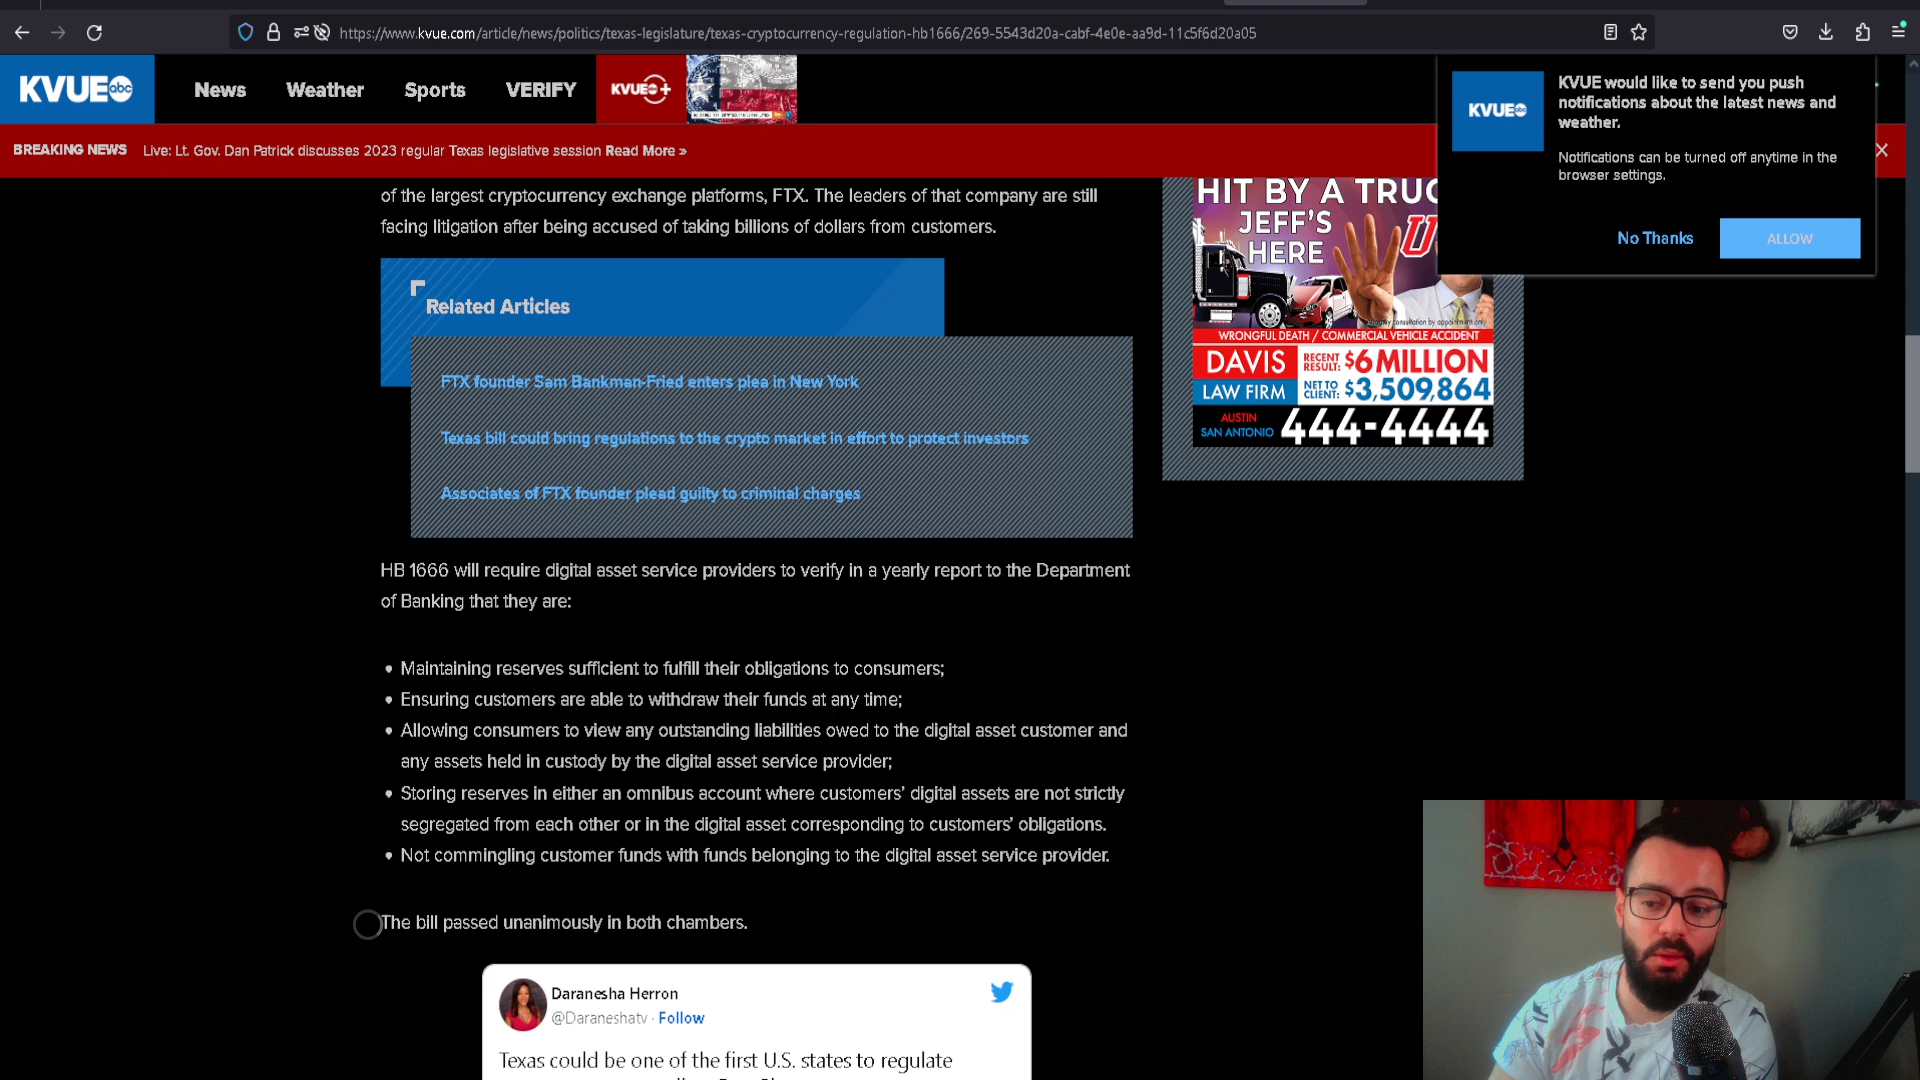 https://www.kvue.com/article/news/politics/texas-legislature/texas-cryptocurrency-regulation-hb1666/269-5543d20a-cabf-4e0e-aa9d-11c5f6d20a05
KVUE abc
News
Weather
Sports
VERIFY
KVUE +
BREAKING NEWS
Live: Lt. Gov. Dan Patrick discusses 2023 regular Texas legislative session Read More »
KVUE
KVUE would like to send you push
notifications about the latest news and
weather.
Notifications can be turned off anytime in the
browser settings.
No Thanks
ALLOW
of the largest cryptocurrency exchange platforms, FTX. The leaders of that company are still
facing litigation after being accused of taking billions of dollars from customers.
Related Articles
FTX founder Sam Bankman-Fried enters plea in New York
Texas bill could bring regulations to the crypto market in effort to protect investors
Associates of FTX founder plead guilty to criminal charges
HB 1666 will require digital asset service providers to verify in a yearly report to the Department
of Banking that they are:
• Maintaining reserves sufficient to fulfill their obligations to consumers;
• Ensuring customers are able to withdraw their funds at any time;
• Allowing consumers to view any outstanding liabilities owed to the digital asset customer and
any assets held in custody by the digital asset service provider;
• Storing reserves in either an omnibus account where customers’ digital assets are not strictly
segregated from each other or in the digital asset corresponding to customers’ obligations.
• Not commingling customer funds with funds belonging to the digital asset service provider.
The bill passed unanimously in both chambers.
Daranesha Herron
@Daraneshatv · Follow
Texas could be one of the first U.S. states to regulate
HIT BY A TRUC
JEFF'S
HERE
consultation by appointment only
WRONGFUL DEATH / COMMERCIAL VEHICLE ACCIDENT
DAVIS
LAW FIRM
RECENT RESULT: $6 MILLION
NET TO CLIENT: $3,509,864
AUSTIN
SAN ANTONIO
444-4444